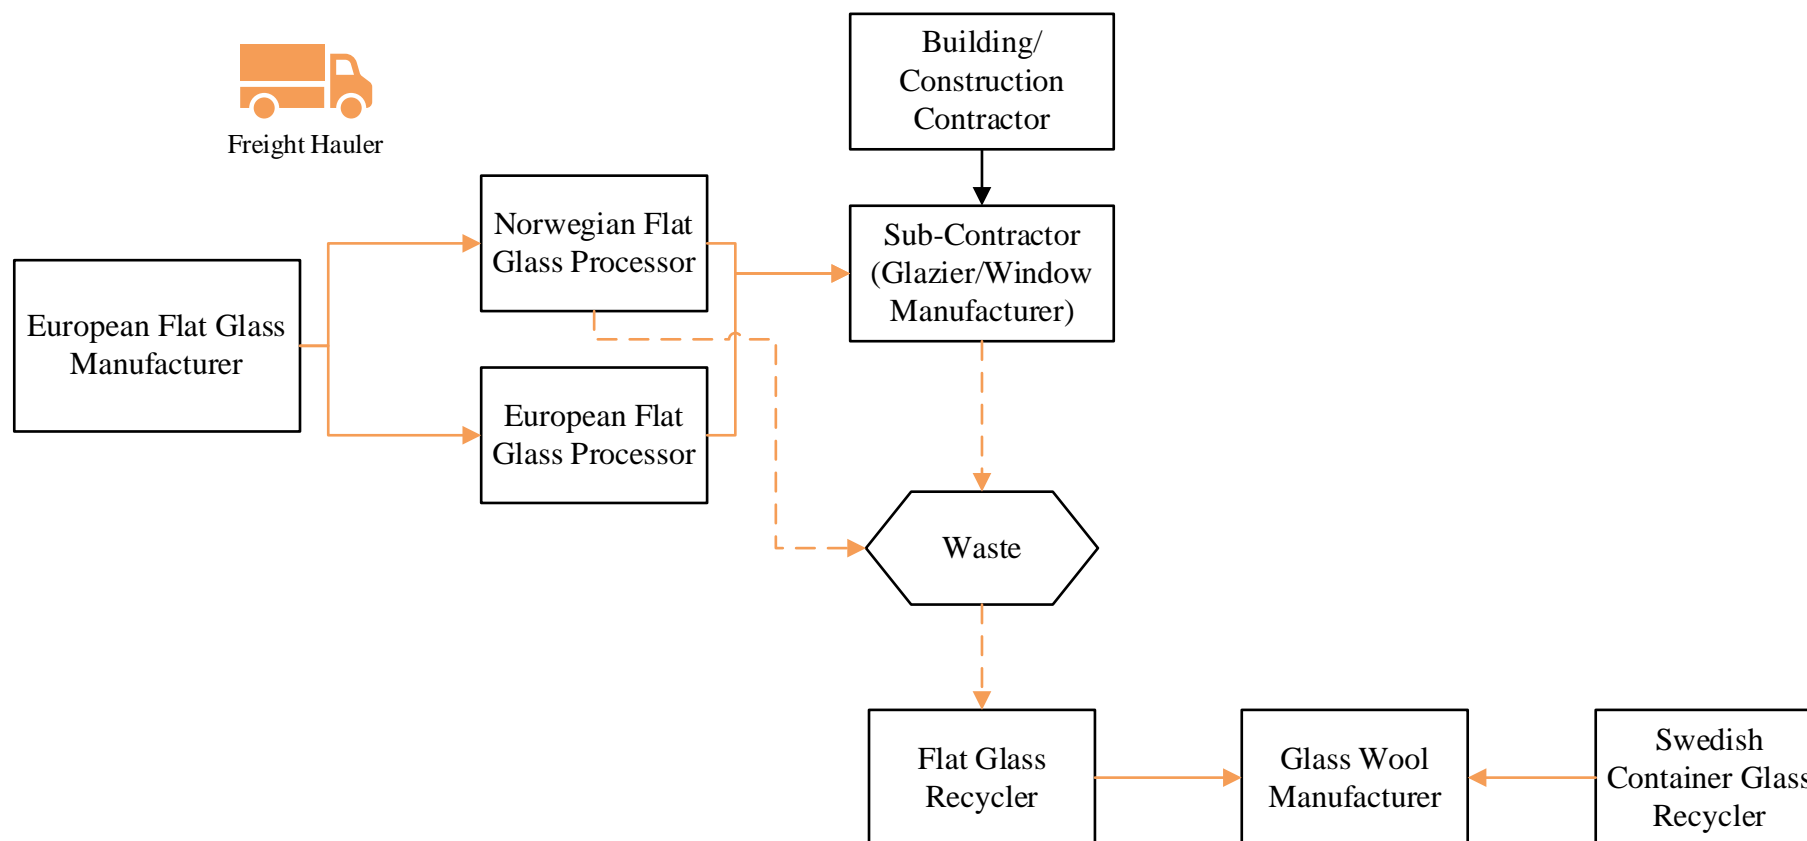 Building/
Construction
Contractor
Freight Hauler
Norwegian Flat
Glass Processor
Sub-Contractor
(Glazier/Window
Manufacturer)
European Flat Glass
Manufacturer
European Flat
Glass Processor
Waste
Flat Glass
Recycler
Glass Wool
Manufacturer
Swedish
Container Glass
Recycler